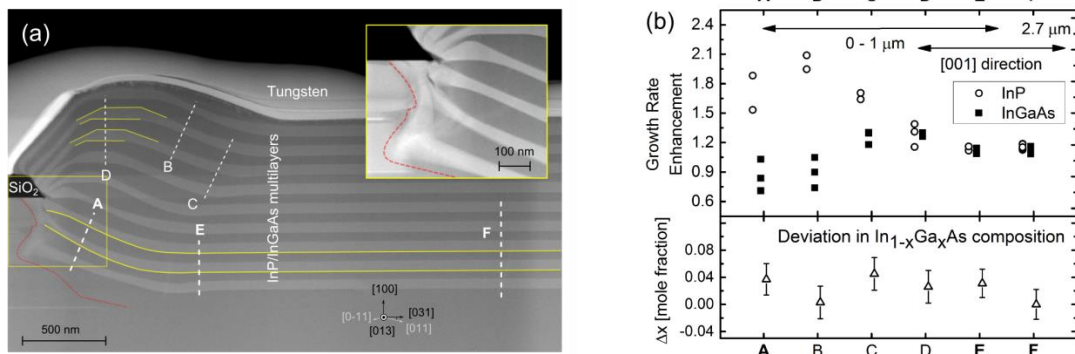 (a)
Tungsten
100 nm
SiO2
D
B
C
A
E
F
InP/InGaAs multilayers
[100]
[031]
[0-11]
[013]
[011]
500 nm
(b)
2.7 μm
0 - 1 μm
[001] direction
InP
InGaAs
Growth Rate
Enhancement
2.4
2.1
1.8
1.5
1.2
0.9
0.6
Deviation in In1-xGaxAs composition
Δx [mole fraction]
0.08
0.04
0.00
-0.04
A B C D E F